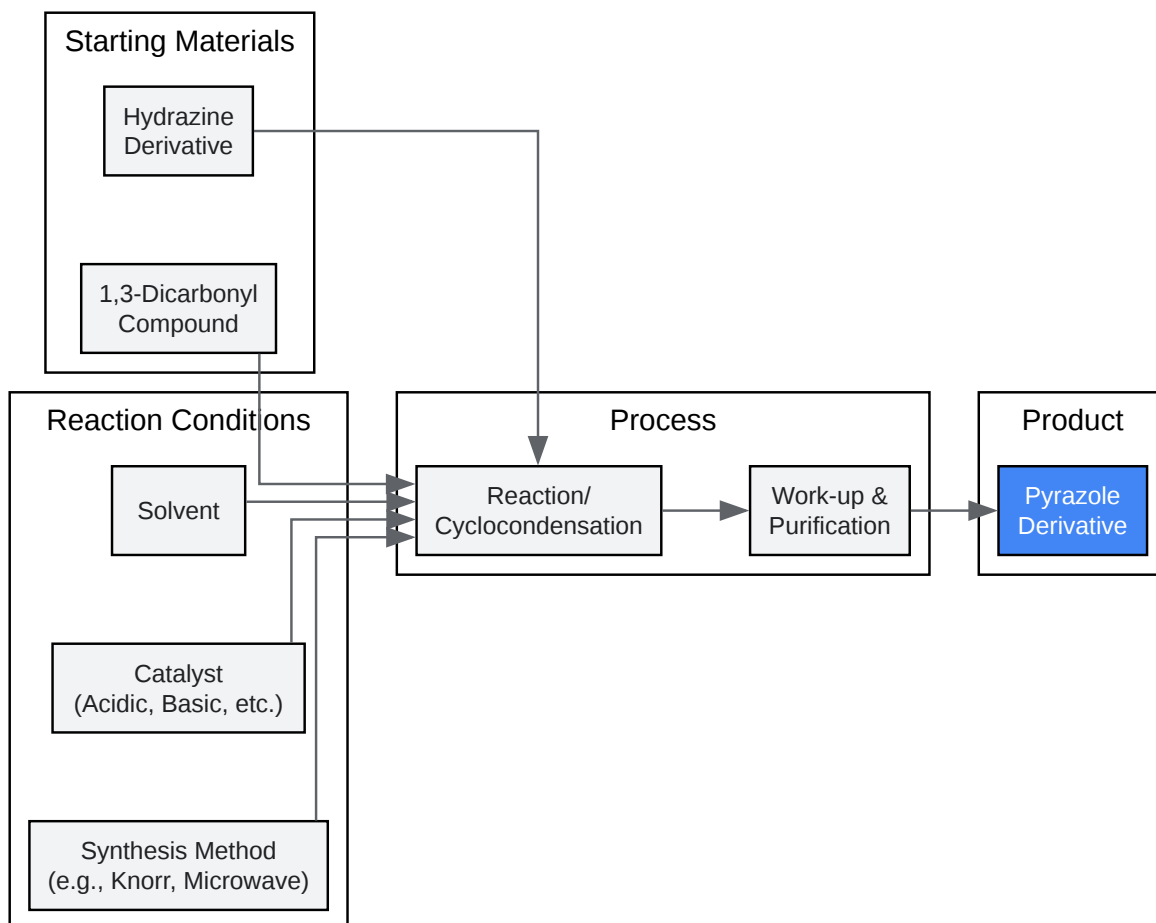 Starting Materials
Hydrazine
Derivative
1,3-Dicarbonyl
Compound
Reaction Conditions
Solvent
Catalyst
(Acidic, Basic, etc.)
Synthesis Method
(e.g., Knorr, Microwave)
Process
Reaction/
Cyclocondensation
Work-up &
Purification
Product
Pyrazole
Derivative